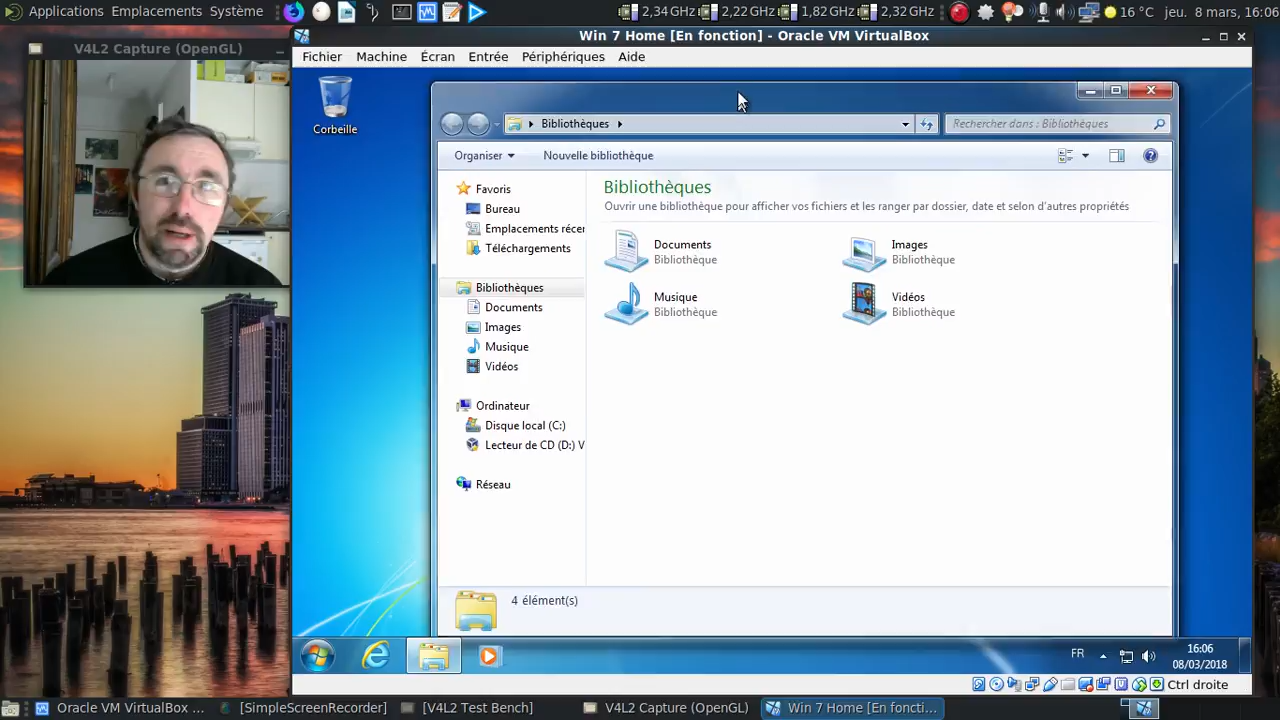 Applications Emplacements Système
2,34 GHz 2,22 GHz 1,82 GHz 2,32 GHz
15 °C jeu. 8 mars, 16:06
V4L2 Capture (OpenGL)
Win 7 Home [En fonction] - Oracle VM VirtualBox
Fichier Machine Écran Entrée Périphériques Aide
Corbeille
Bibliothèques
Rechercher dans : Bibliothèques
Organiser Nouvelle bibliothèque
Favoris
Bureau
Emplacements récer
Téléchargements
Bibliothèques
Documents
Images
Musique
Vidéos
Ordinateur
Disque local (C:)
Lecteur de CD (D:) V
Réseau
Bibliothèques
Ouvrir une bibliothèque pour afficher vos fichiers et les ranger par dossier, date et selon d'autres propriétés
Documents
Bibliothèque
Images
Bibliothèque
Musique
Bibliothèque
Vidéos
Bibliothèque
4 élément(s)
FR
16:06
08/03/2018
Ctrl droite
Oracle VM VirtualBox ... [SimpleScreenRecorder] [V4L2 Test Bench] V4L2 Capture (OpenGL) Win 7 Home [En foncti...